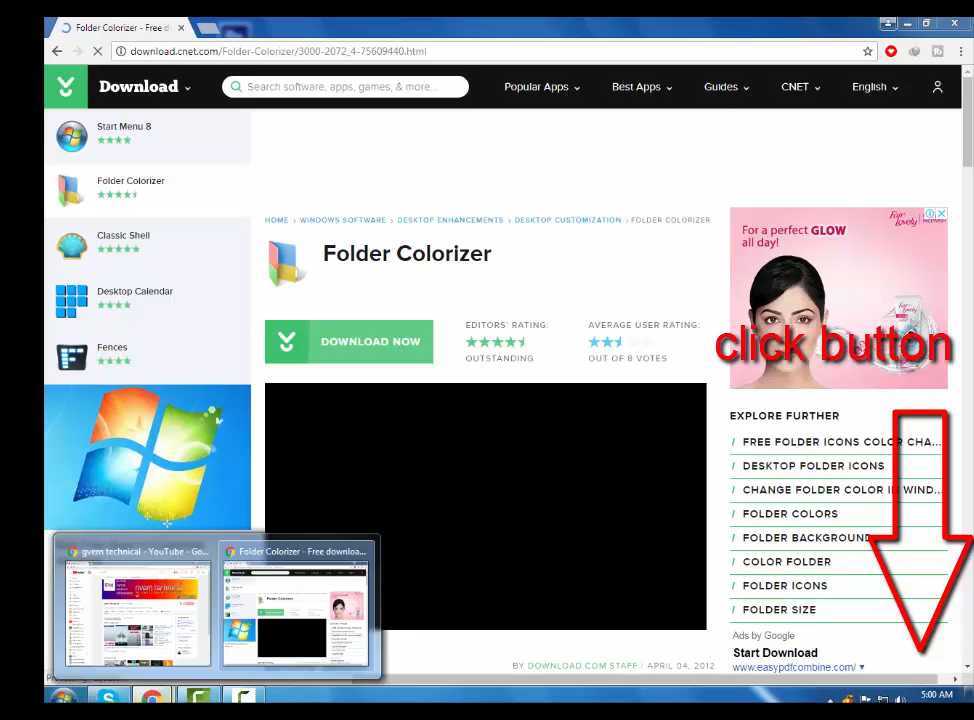 Folder Colorizer - Free d
download.cnet.com/Folder-Colorizer/3000-2072_4-75609440.html
Download
Search software, apps, games, & more...
Popular Apps
Best Apps
Guides
CNET
English
Start Menu 8
Folder Colorizer
Classic Shell
Desktop Calendar
Fences
HOME › WINDOWS SOFTWARE › DESKTOP ENHANCEMENTS › DESKTOP CUSTOMIZATION › FOLDER COLORIZER
Folder Colorizer
DOWNLOAD NOW
EDITORS' RATING:
OUTSTANDING
AVERAGE USER RATING:
OUT OF 8 VOTES
Fair & Lovely
For a perfect GLOW
all day!
click button
EXPLORE FURTHER
/ FREE FOLDER ICONS COLOR CHA...
/ DESKTOP FOLDER ICONS
/ CHANGE FOLDER COLOR IN WIND...
/ FOLDER COLORS
/ FOLDER BACKGROUND
/ COLOR FOLDER
/ FOLDER ICONS
/ FOLDER SIZE
Ads by Google
Start Download
www.easypdfcombine.com/
BY DOWNLOAD.COM STAFF / APRIL 04, 2012
gvem technical - YouTube - Go...
Folder Colorizer - Free downloa...
5:00 AM